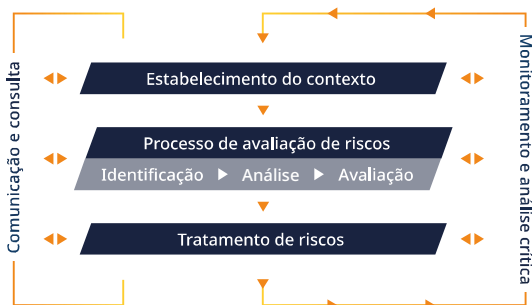 Comunicação e consulta
Estabelecimento do contexto
Processo de avaliação de riscos
Identificação ▶ Análise ▶ Avaliação
Tratamento de riscos
Monitoramento e análise crítica